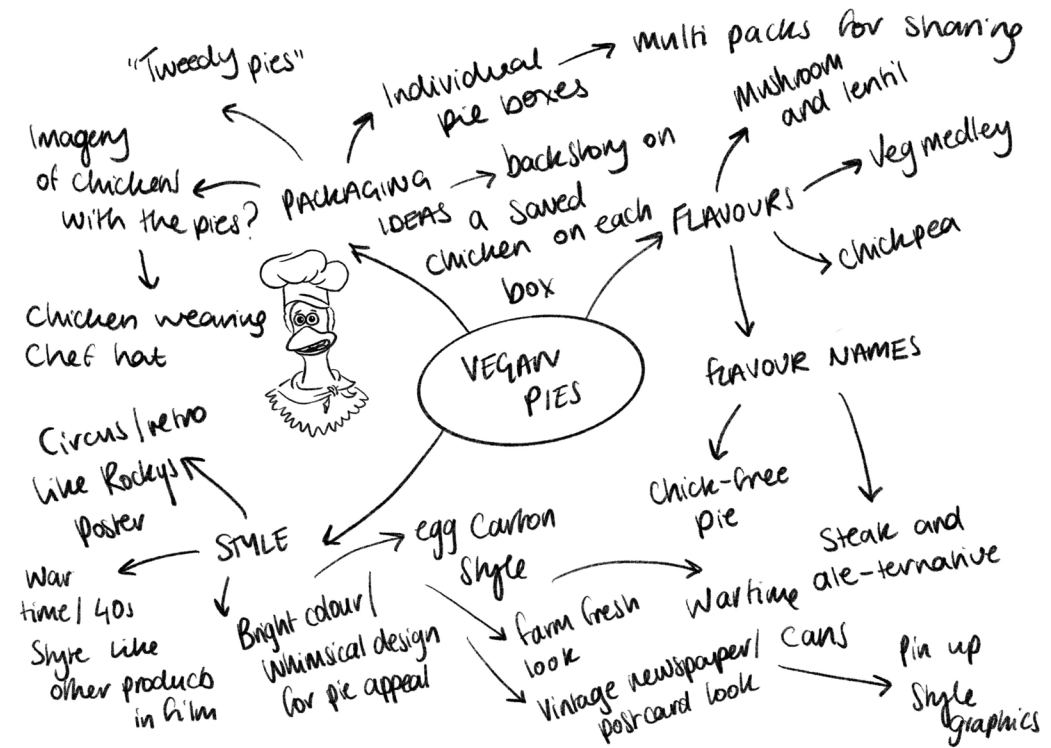 "Tweedy pies"
Individual
pie boxes
multi packs for sharing
Imagery
of chickens
with the pies?
Chicken wearing
Chef hat
PACKAGING
IDEAS
backstory on
a saved
chicken on each
box
FLAVOURS
Mushroom
and lentil
Veg medley
chickpea
FLAVOUR NAMES
Chick-free
pie
Steak and
ale-ternative
VEGAN
PIES
STYLE
Circus/retro
like Rockys
poster
War
time/40s
Style like
other products
in film
Bright colour/
whimsical design
for pie appeal
egg Carton
style
farm fresh
look
Vintage newspaper/
postcard look
Wartime
cans
Pin up
style
graphics